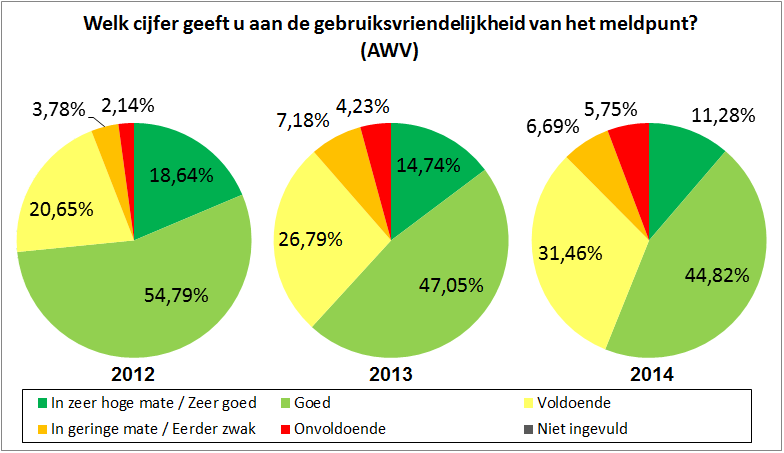 Welk cijfer geeft u aan de gebruiksvriendelijkheid van het meldpunt?
(AWV)
3,78%
2,14%
18,64%
20,65%
54,79%
2012
7,18%
4,23%
14,74%
26,79%
47,05%
2013
6,69%
5,75%
11,28%
31,46%
44,82%
2014
In zeer hoge mate / Zeer goed
Goed
Voldoende
In geringe mate / Eerder zwak
Onvoldoende
Niet ingevuld